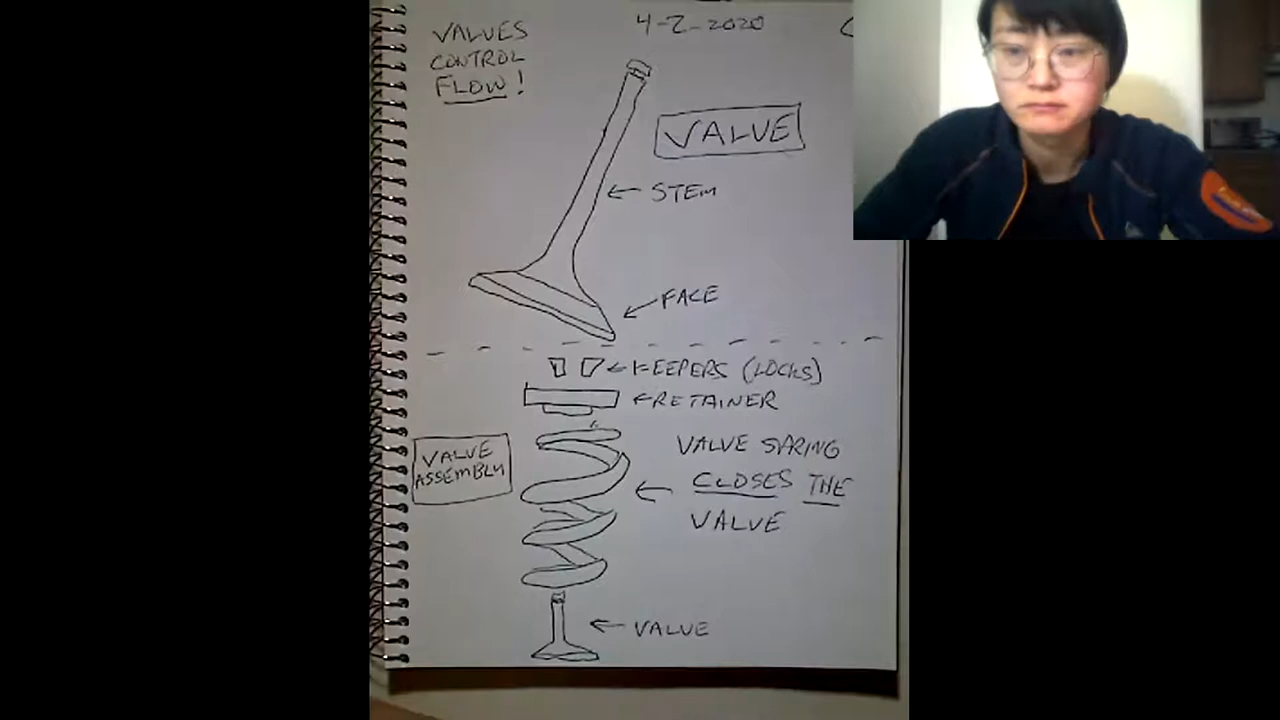 VALVES
CONTROL
FLOW!
4-2-2020
VALVE
← STEM
FACE
← KEEPERS (LOCKS)
← RETAINER
VALVE
ASSEMBLY
VALVE SPRING
← CLOSES THE
VALVE
← VALVE